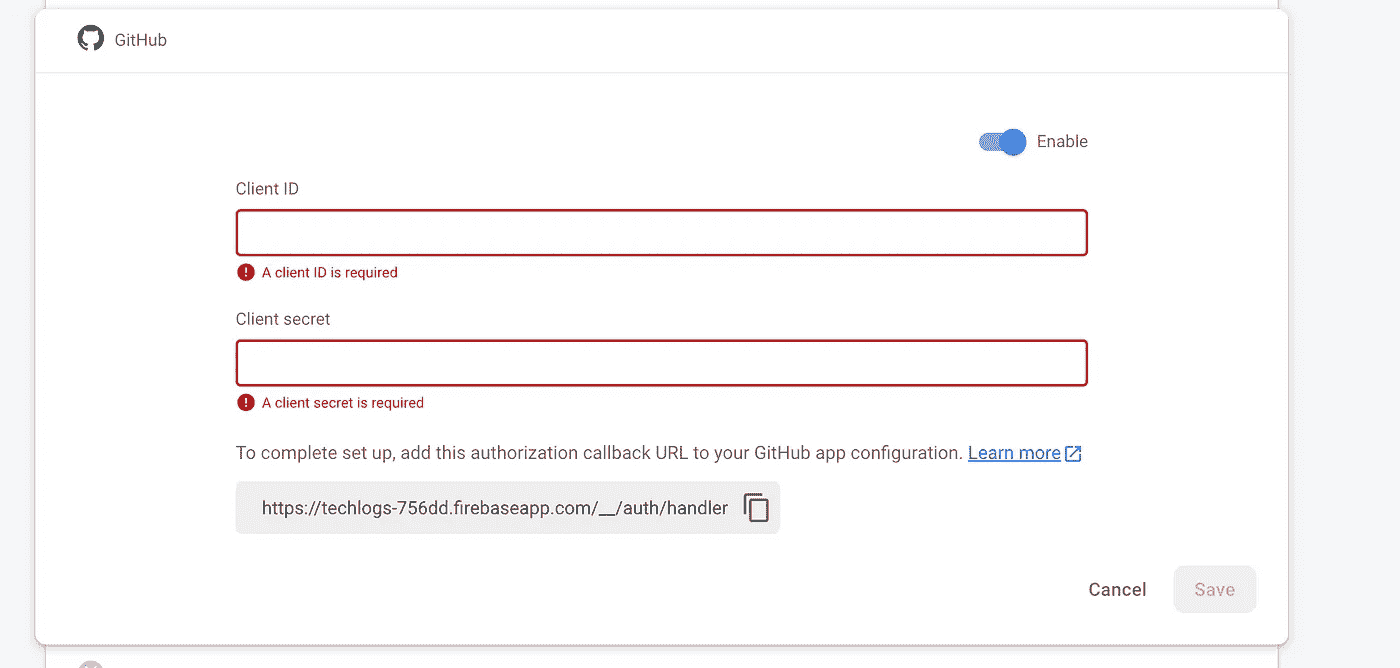 GitHub
Enable
Client ID
A client ID is required
Client secret
A client secret is required
To complete set up, add this authorization callback URL to your GitHub app configuration. Learn more
https://techlogs-756dd.firebaseapp.com/__/auth/handler
Cancel
Save